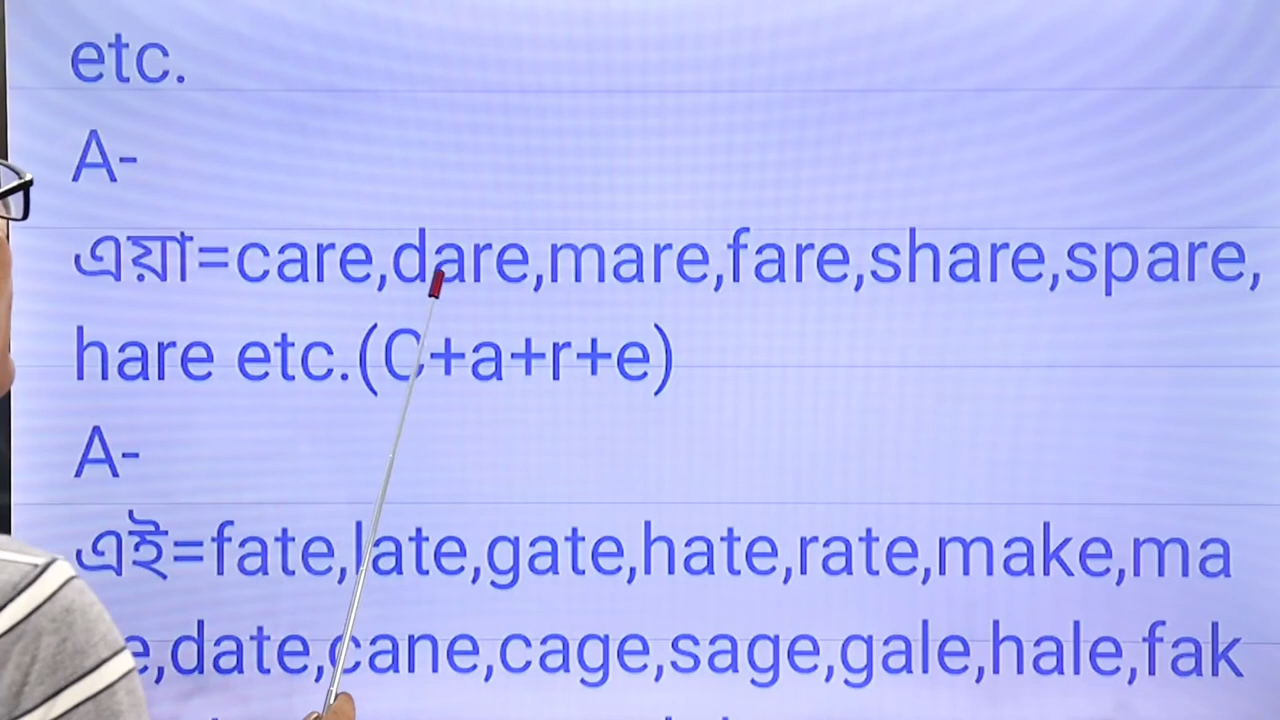 etc.
A-
এয়া=care,dare,mare,fare,share,spare,
hare etc.(C+a+r+e)
A-
এই=fate,late,gate,hate,rate,make,ma
e,date,cane,cage,sage,gale,hale,fak